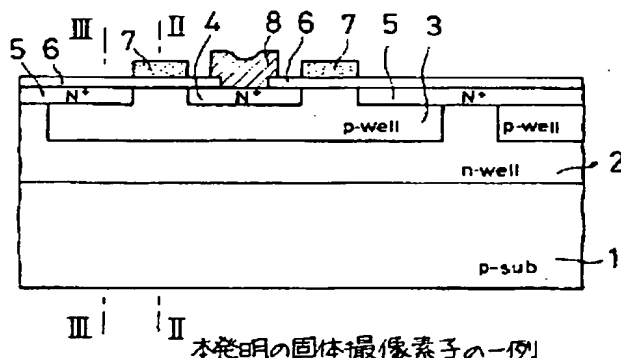 III II 4 8 6 7 3
5 6 7
N⁺ N⁺ 5 N⁺
p-well p-well
n-well 2
p-sub 1
III II
本発明の固体撮像素子の一例